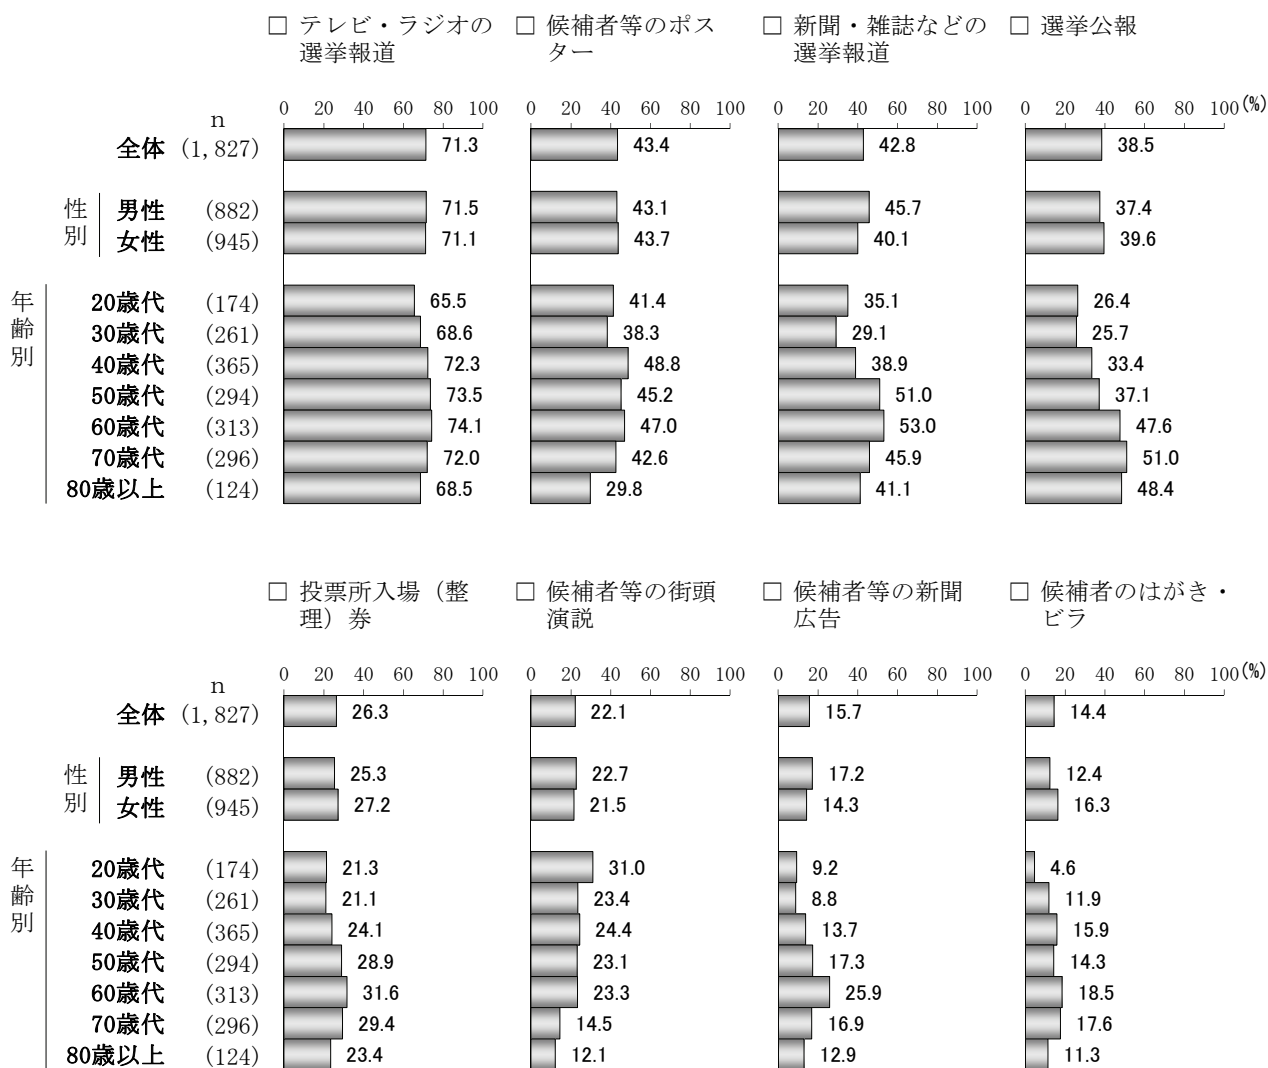 □ テレビ・ラジオの選挙報道 □ 候補者等のポスター □ 新聞・雑誌などの選挙報道 □ 選挙公報
0 20 40 60 80 100 0 20 40 60 80 100 0 20 40 60 80 100 0 20 40 60 80 100 (%)
n
全体 (1,827) 71.3 43.4 42.8 38.5
性別
男性 (882) 71.5 43.1 45.7 37.4
女性 (945) 71.1 43.7 40.1 39.6
年齢別
20歳代 (174) 65.5 41.4 35.1 26.4
30歳代 (261) 68.6 38.3 29.1 25.7
40歳代 (365) 72.3 48.8 38.9 33.4
50歳代 (294) 73.5 45.2 51.0 37.1
60歳代 (313) 74.1 47.0 53.0 47.6
70歳代 (296) 72.0 42.6 45.9 51.0
80歳以上 (124) 68.5 29.8 41.1 48.4
□ 投票所入場（整理）券 □ 候補者等の街頭演説 □ 候補者等の新聞広告 □ 候補者のはがき・ビラ
0 20 40 60 80 100 0 20 40 60 80 100 0 20 40 60 80 100 0 20 40 60 80 100 (%)
n
全体 (1,827) 26.3 22.1 15.7 14.4
性別
男性 (882) 25.3 22.7 17.2 12.4
女性 (945) 27.2 21.5 14.3 16.3
年齢別
20歳代 (174) 21.3 31.0 9.2 4.6
30歳代 (261) 21.1 23.4 8.8 11.9
40歳代 (365) 24.1 24.4 13.7 15.9
50歳代 (294) 28.9 23.1 17.3 14.3
60歳代 (313) 31.6 23.3 25.9 18.5
70歳代 (296) 29.4 14.5 16.9 17.6
80歳以上 (124) 23.4 12.1 12.9 11.3